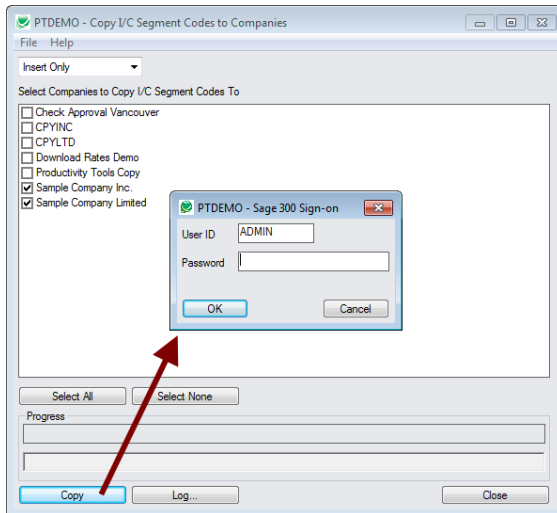 PTDEMO - Copy I/C Segment Codes to Companies
File Help
Insert Only
Select Companies to Copy I/C Segment Codes To
Check Approval Vancouver
CPYINC
CPYLTD
Download Rates Demo
Productivity Tools Copy
Sample Company Inc.
Sample Company Limited
PTDEMO - Sage 300 Sign-on
User ID ADMIN
Password
OK Cancel
Select All Select None
Progress
Copy Log... Close